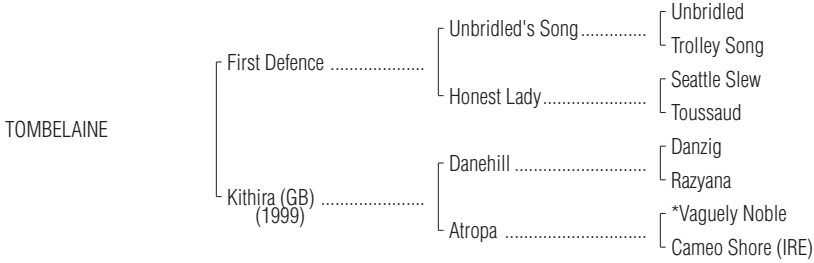 Unbridled
Unbridled's Song..............
Trolley Song
First Defence ....................
Seattle Slew
Honest Lady......................
Toussaud
TOMBELAINE
Danzig
Danehill ............................
Razyana
Kithira (GB) ......................
(1999)
*Vaguely Noble
Atropa ..............................
Cameo Shore (IRE)